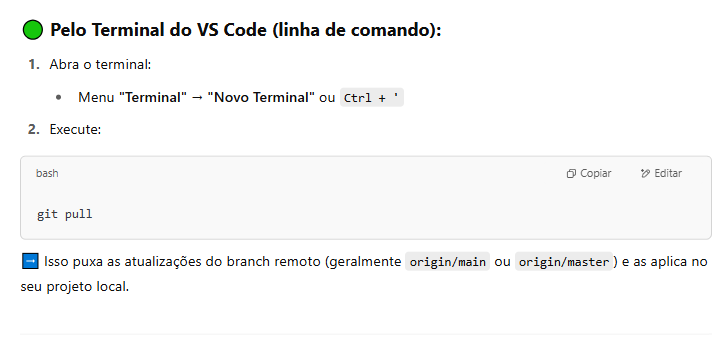 🟢 Pelo Terminal do VS Code (linha de comando):
1. Abra o terminal:
• Menu "Terminal" → "Novo Terminal" ou Ctrl + '
2. Execute:
bash Copiar Editar
git pull
➡️ Isso puxa as atualizações do branch remoto (geralmente origin/main ou origin/master) e as aplica no
seu projeto local.